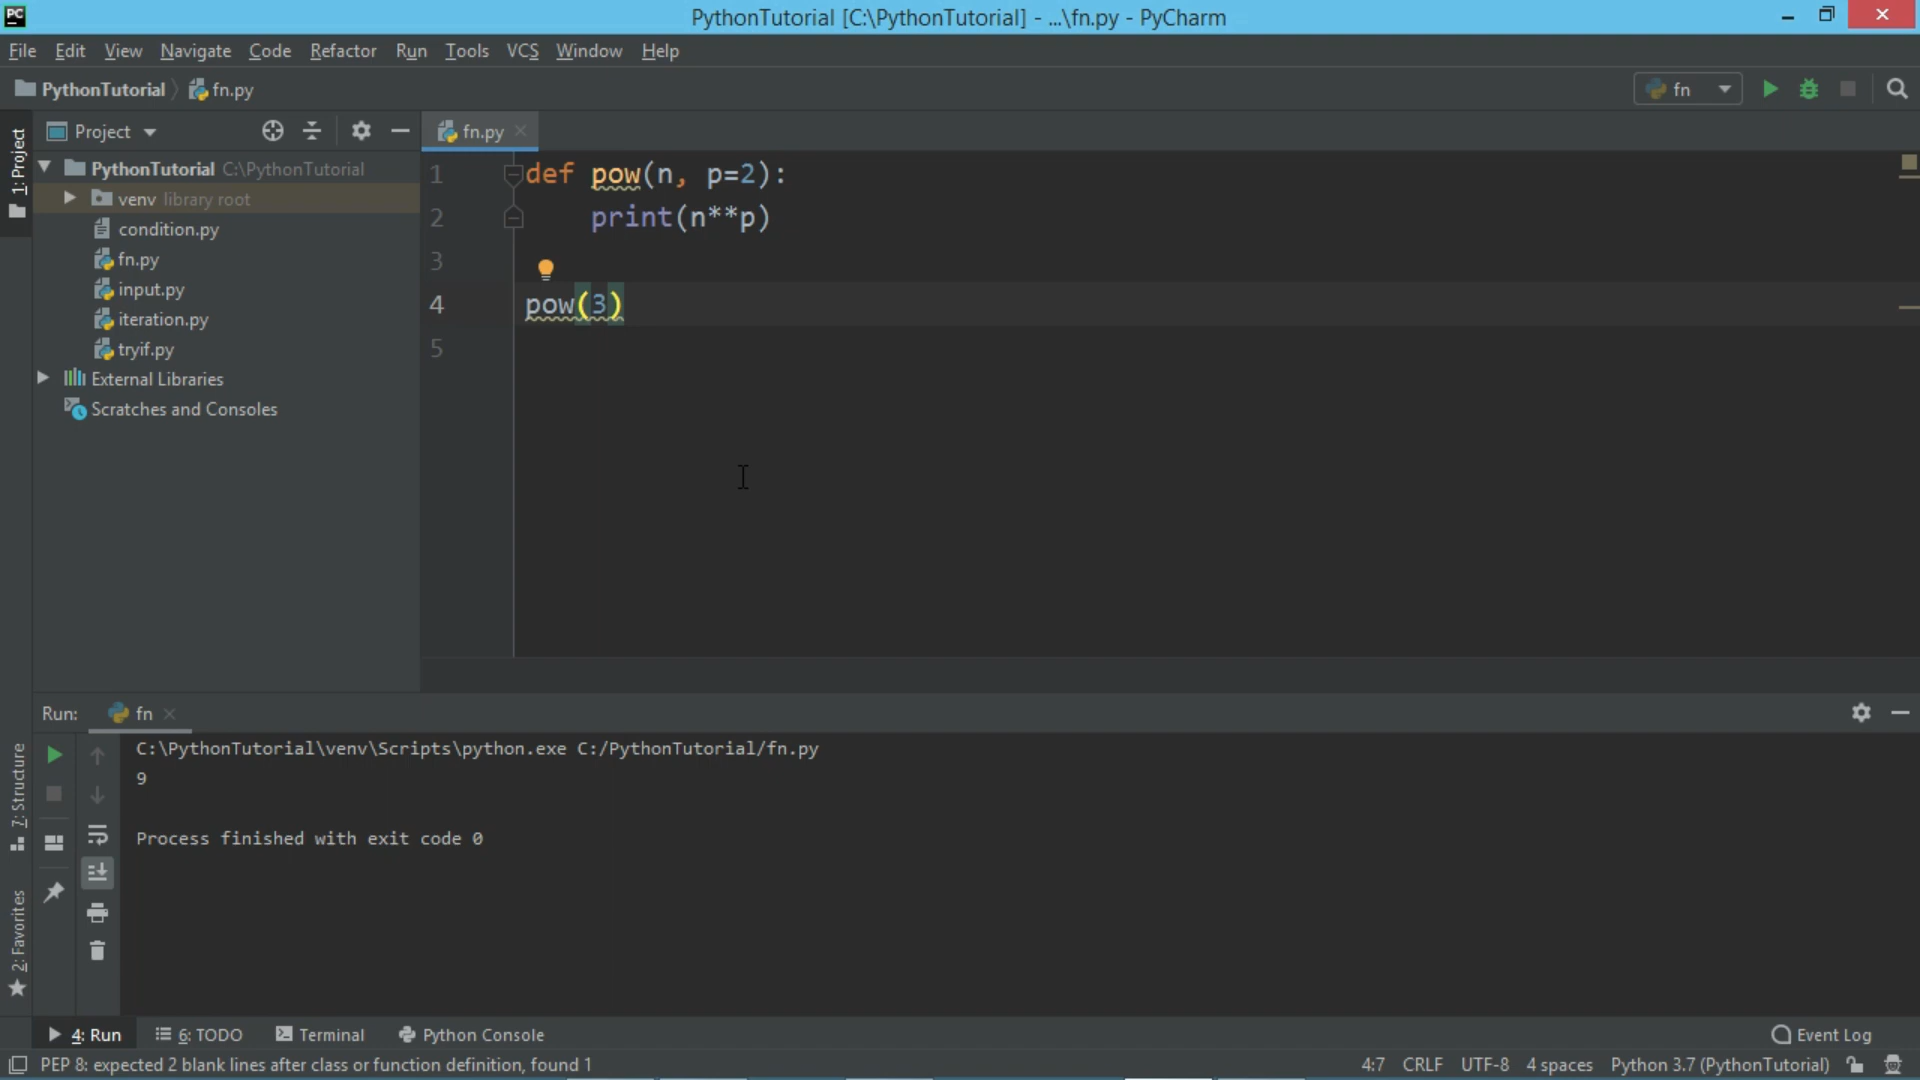 PC
PythonTutorial [C:\PythonTutorial] - ...\fn.py - PyCharm
File Edit View Navigate Code Refactor Run Tools VCS Window Help
PythonTutorial fn.py
fn
1: Project
Project
fn.py
PythonTutorial C:\PythonTutorial
venv library root
condition.py
fn.py
input.py
iteration.py
tryif.py
External Libraries
Scratches and Consoles
1 def pow(n, p=2):
2 print(n**p)
3
4 pow(3)
5
Run: fn
C:\PythonTutorial\venv\Scripts\python.exe C:/PythonTutorial/fn.py
9
Process finished with exit code 0
7: Structure
2: Favorites
4: Run 6: TODO Terminal Python Console Event Log
PEP 8: expected 2 blank lines after class or function definition, found 1 4:7 CRLF UTF-8 4 spaces Python 3.7 (PythonTutorial)